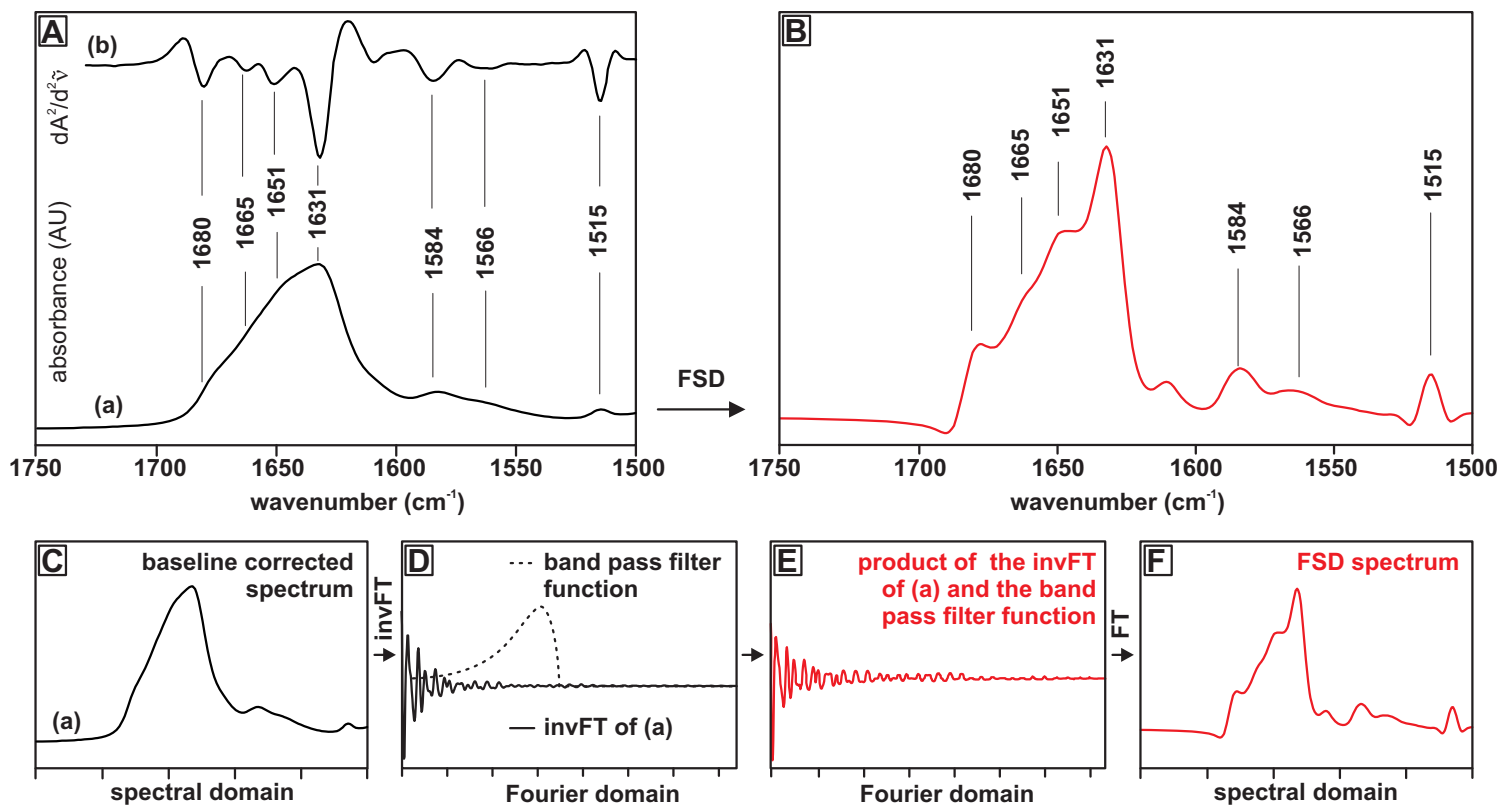 A
(b)
dA²/d²ṽ
absorbance (AU)
1680
1665
1651
1631
1584
1566
1515
(a)
1750
1700
1650
1600
1550
1500
wavenumber (cm⁻¹)
FSD
B
1680
1665
1651
1631
1584
1566
1515
1750
1700
1650
1600
1550
1500
wavenumber (cm⁻¹)
C
baseline corrected
spectrum
(a)
spectral domain
invFT
D
band pass filter
function
invFT of (a)
Fourier domain
E
product of the invFT
of (a) and the band
pass filter function
Fourier domain
FT
F
FSD spectrum
spectral domain